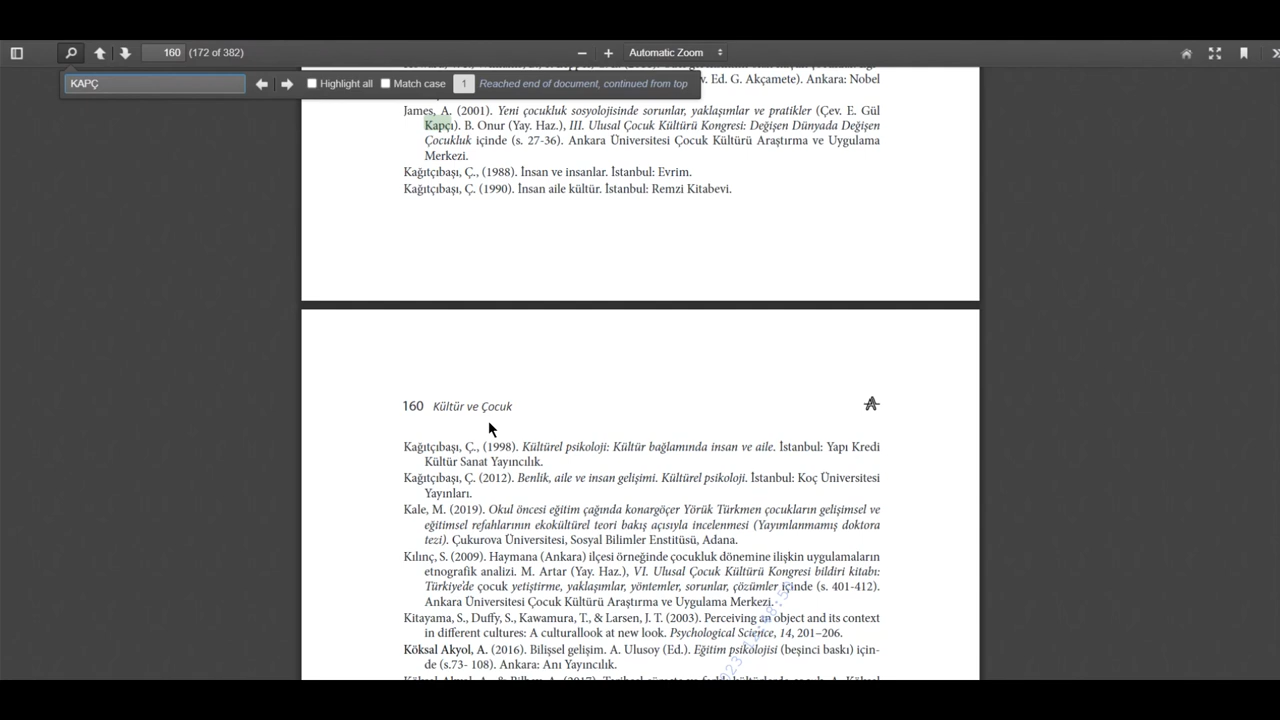 160 (172 of 382) Automatic Zoom
KAPÇ Highlight all Match case 1 Reached end of document, continued from top
ve Ed. G. Akçamete). Ankara: Nobel
James, A. (2001). Yeni çocukluk sosyolojisinde sorunlar, yaklaşımlar ve pratikler (Çev. E. Gül
Kapçı). B. Onur (Yay. Haz.), III. Ulusal Çocuk Kültürü Kongresi: Değişen Dünyada Değişen
Çocukluk içinde (s. 27-36). Ankara Üniversitesi Çocuk Kültürü Araştırma ve Uygulama
Merkezi.
Kağıtçıbaşı, Ç., (1988). İnsan ve insanlar. İstanbul: Evrim.
Kağıtçıbaşı, Ç. (1990). İnsan aile kültür. İstanbul: Remzi Kitabevi.
160 Kültür ve Çocuk
Kağıtçıbaşı, Ç., (1998). Kültürel psikoloji: Kültür bağlamında insan ve aile. İstanbul: Yapı Kredi
Kültür Sanat Yayıncılık.
Kağıtçıbaşı, Ç. (2012). Benlik, aile ve insan gelişimi. Kültürel psikoloji. İstanbul: Koç Üniversitesi
Yayınları.
Kale, M. (2019). Okul öncesi eğitim çağında konargöçer Yörük Türkmen çocukların gelişimsel ve
eğitimsel refahlarının ekokültürel teori bakış açısıyla incelenmesi (Yayımlanmamış doktora
tezi). Çukurova Üniversitesi, Sosyal Bilimler Enstitüsü, Adana.
Kılınç, S. (2009). Haymana (Ankara) ilçesi örneğinde çocukluk dönemine ilişkin uygulamaların
etnografik analizi. M. Artar (Yay. Haz.), VI. Ulusal Çocuk Kültürü Kongresi bildiri kitabı:
Türkiye'de çocuk yetiştirme, yaklaşımlar, yöntemler, sorunlar, çözümler içinde (s. 401-412).
Ankara Üniversitesi Çocuk Kültürü Araştırma ve Uygulama Merkezi.
Kitayama, S., Duffy, S., Kawamura, T., & Larsen, J. T. (2003). Perceiving an object and its context
in different cultures: A culturallook at new look. Psychological Science, 14, 201–206.
Köksal Akyol, A. (2016). Bilişsel gelişim. A. Ulusoy (Ed.). Eğitim psikolojisi (beşinci baskı) için-
de (s.73- 108). Ankara: Anı Yayıncılık.